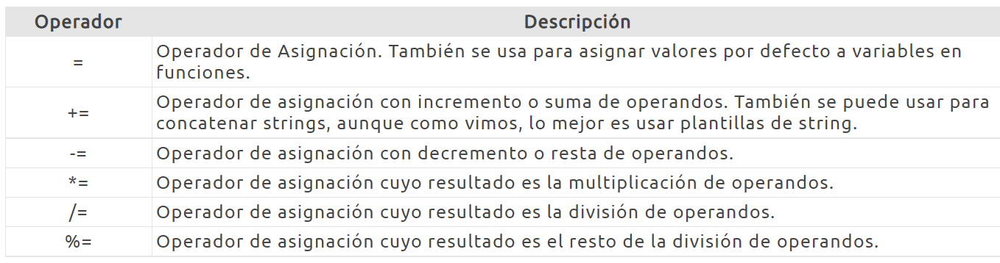 Operador Descripción
= Operador de Asignación. También se usa para asignar valores por defecto a variables en
funciones.
+= Operador de asignación con incremento o suma de operandos. También se puede usar para
concatenar strings, aunque como vimos, lo mejor es usar plantillas de string.
-= Operador de asignación con decremento o resta de operandos.
*= Operador de asignación cuyo resultado es la multiplicación de operandos.
/= Operador de asignación cuyo resultado es la división de operandos.
%= Operador de asignación cuyo resultado es el resto de la división de operandos.